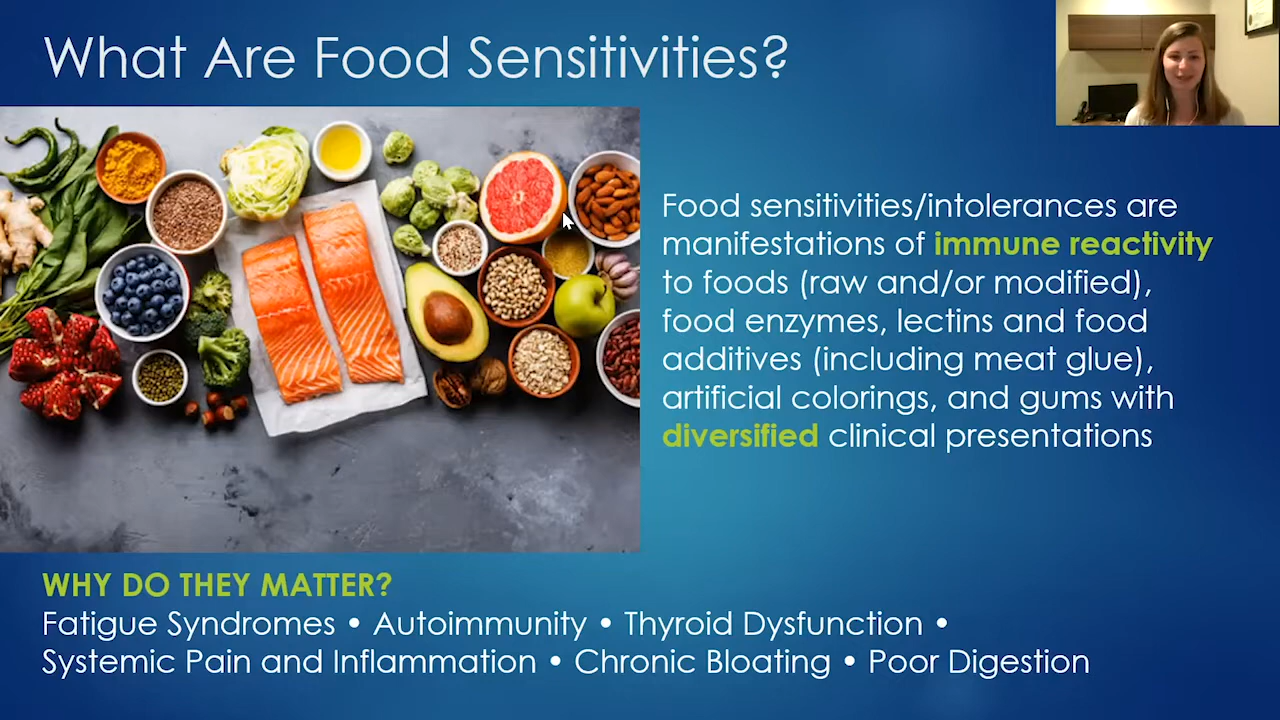 What Are Food Sensitivities?
Food sensitivities/intolerances are
manifestations of immune reactivity
to foods (raw and/or modified),
food enzymes, lectins and food
additives (including meat glue),
artificial colorings, and gums with
diversified clinical presentations
WHY DO THEY MATTER?
Fatigue Syndromes • Autoimmunity • Thyroid Dysfunction •
Systemic Pain and Inflammation • Chronic Bloating • Poor Digestion